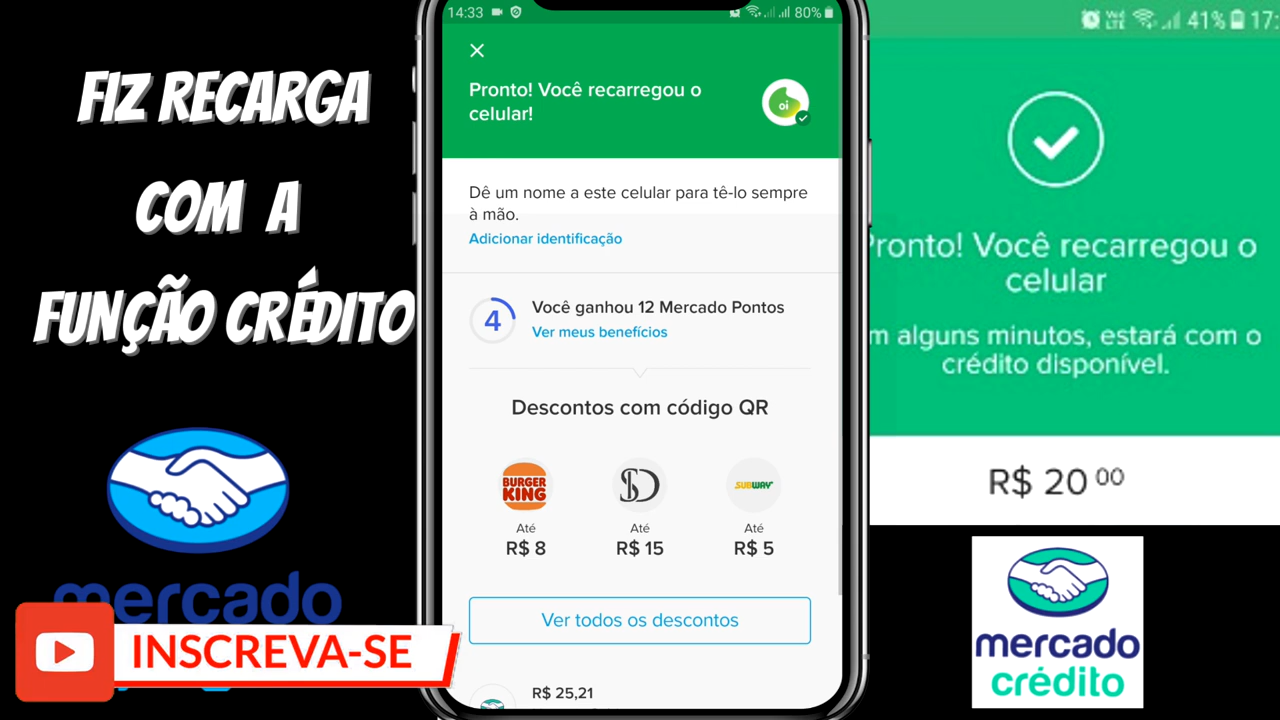 FIZ RECARGA
COM A
FUNÇÃO CRÉDITO
mercado
INSCREVA-SE
14:33
80%
Pronto! Você recarregou o
celular!
oi
Dê um nome a este celular para tê-lo sempre
à mão.
Adicionar identificação
4
Você ganhou 12 Mercado Pontos
Ver meus benefícios
Descontos com código QR
BURGER
KING
SD
SUBWAY
Até
Até
Até
R$ 8
R$ 15
R$ 5
Ver todos os descontos
R$ 25,21
41% 17:
Pronto! Você recarregou o
celular
m alguns minutos, estará com o
crédito disponível.
R$ 20 00
mercado
crédito